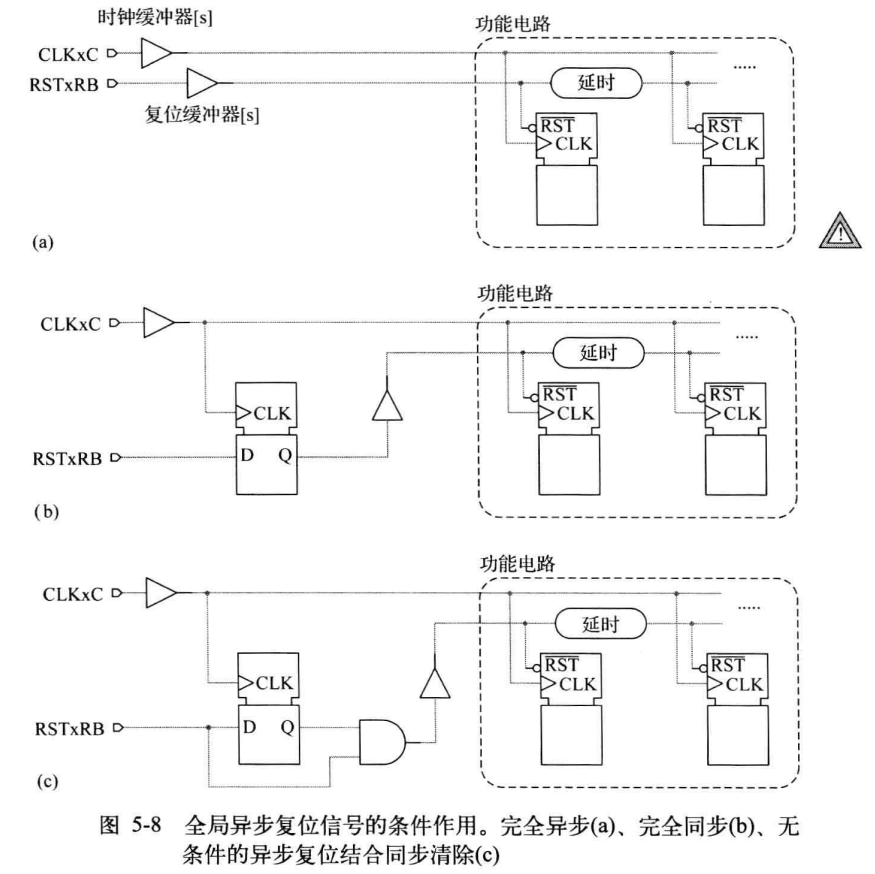 时钟缓冲器[s]
功能电路
CLKxC
RSTxRB
延时
.....
复位缓冲器[s]
RST
CLK
RST
CLK
!
(a)
功能电路
CLKxC
.....
延时
RST
CLK
RST
CLK
CLK
RSTxRB
D Q
(b)
功能电路
CLKxC
.....
延时
RST
CLK
RST
CLK
CLK
RSTxRB
D Q
(c)
图 5-8 全局异步复位信号的条件作用。完全异步(a)、完全同步(b)、无
条件的异步复位结合同步清除(c)